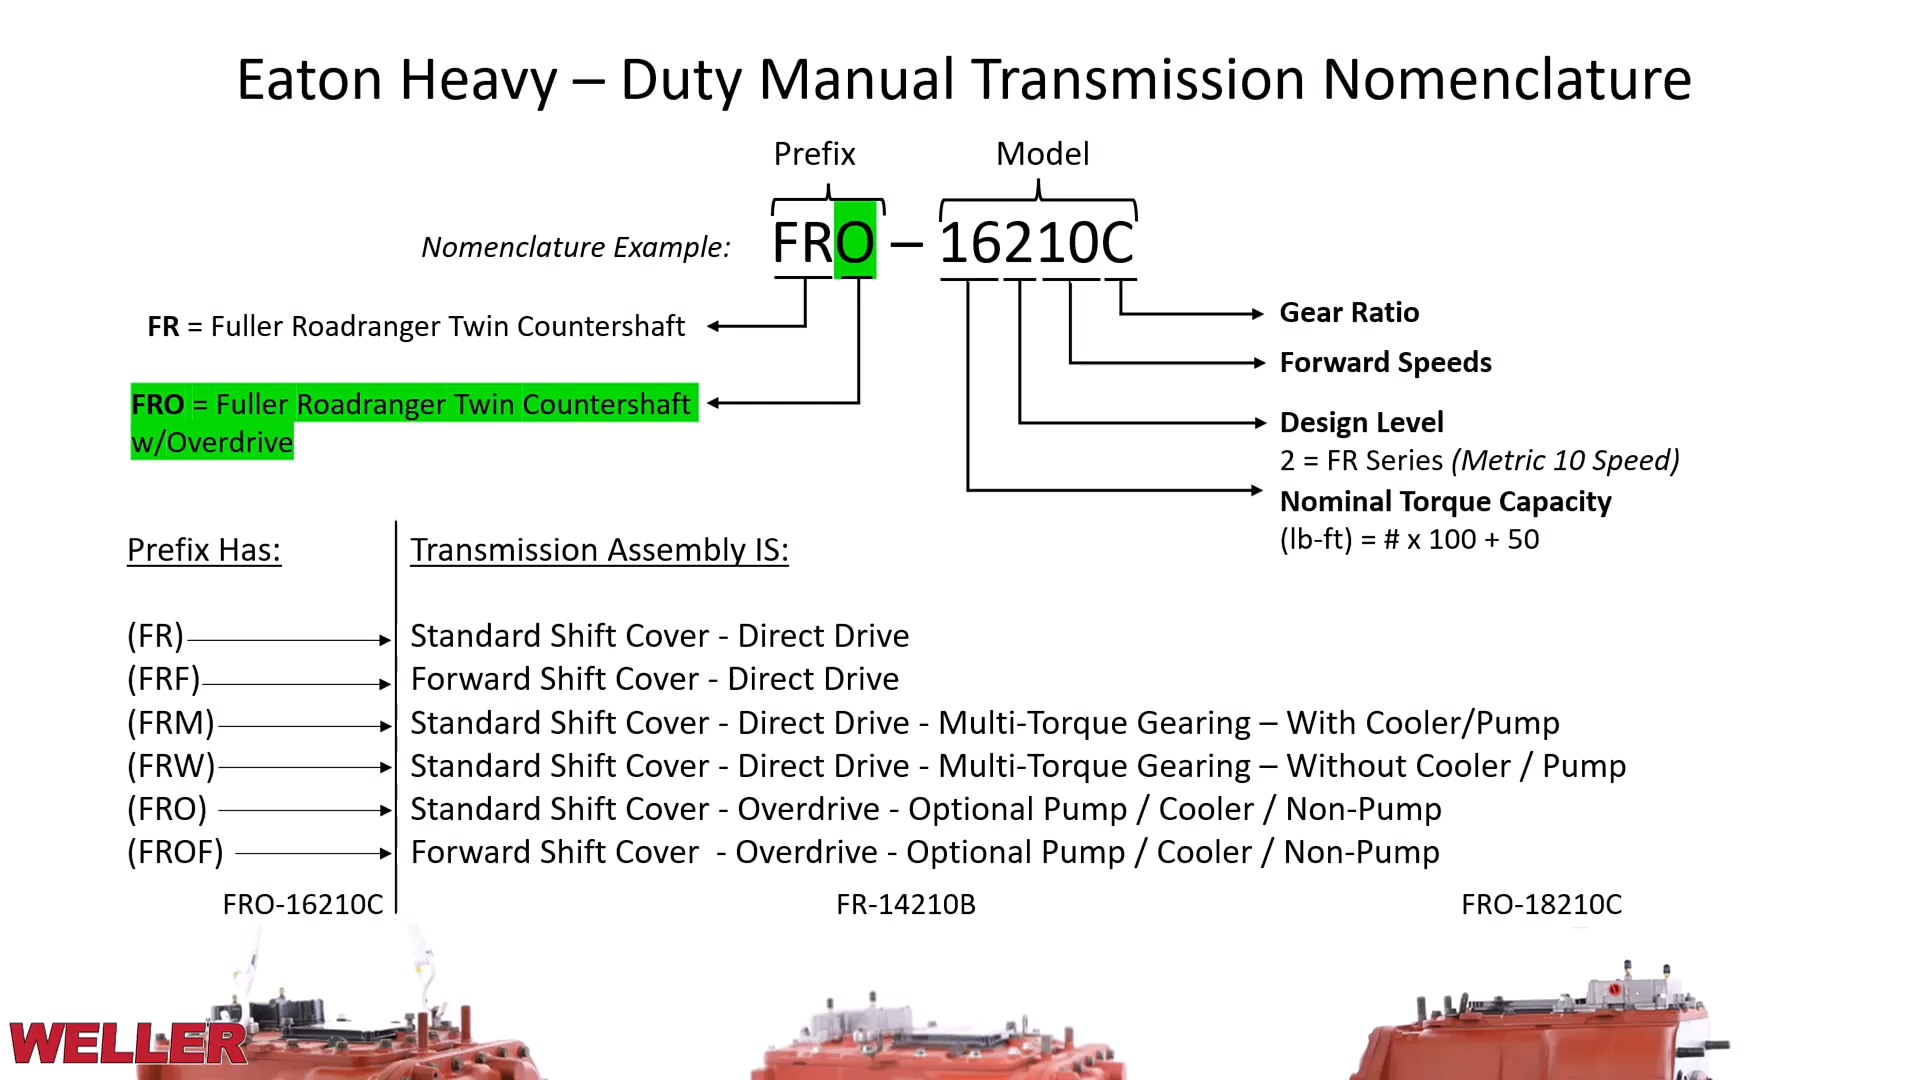 Eaton Heavy – Duty Manual Transmission Nomenclature
Prefix
Model
Nomenclature Example:
FRO – 16210C
FR = Fuller Roadranger Twin Countershaft
FRO = Fuller Roadranger Twin Countershaft
w/Overdrive
Gear Ratio
Forward Speeds
Design Level
2 = FR Series (Metric 10 Speed)
Nominal Torque Capacity
(lb-ft) = # x 100 + 50
Prefix Has:
Transmission Assembly IS:
(FR)
Standard Shift Cover - Direct Drive
(FRF)
Forward Shift Cover - Direct Drive
(FRM)
Standard Shift Cover - Direct Drive - Multi-Torque Gearing – With Cooler/Pump
(FRW)
Standard Shift Cover - Direct Drive - Multi-Torque Gearing – Without Cooler / Pump
(FRO)
Standard Shift Cover - Overdrive - Optional Pump / Cooler / Non-Pump
(FROF)
Forward Shift Cover  - Overdrive - Optional Pump / Cooler / Non-Pump
FRO-16210C
FR-14210B
FRO-18210C
WELLER